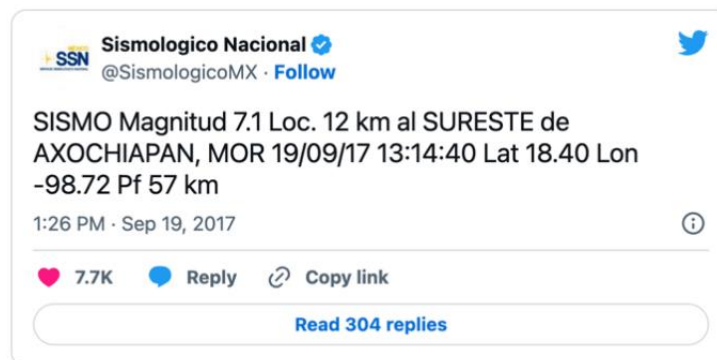 Sismologico Nacional
SSN
@SismologicoMX · Follow
SISMO Magnitud 7.1 Loc. 12 km al SURESTE de
AXOCHIAPAN, MOR 19/09/17 13:14:40 Lat 18.40 Lon
-98.72 Pf 57 km
1:26 PM · Sep 19, 2017
7.7K Reply Copy link
Read 304 replies